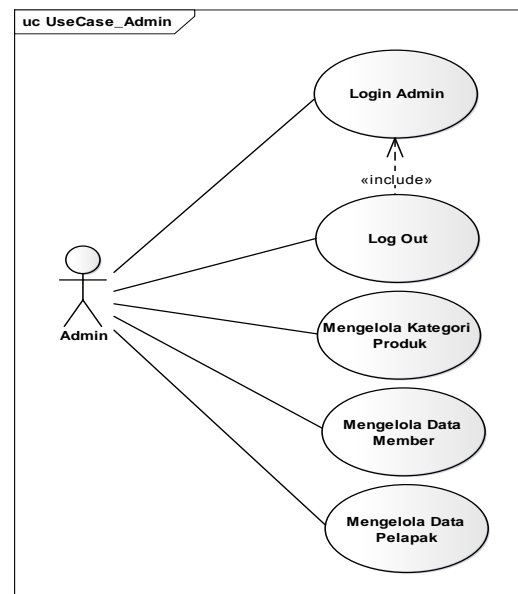 uc UseCase_Admin
Login Admin
«include»
Log Out
Admin
Mengelola Kategori
Produk
Mengelola Data
Member
Mengelola Data
Pelapak